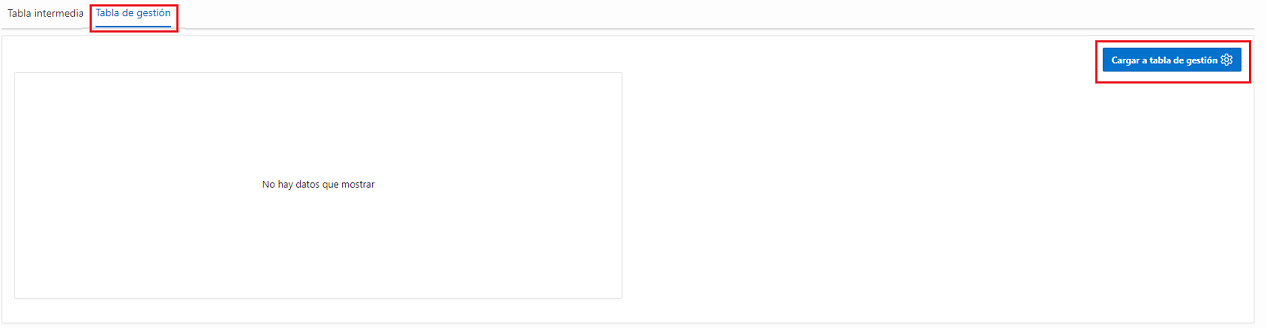 Tabla intermedia
Tabla de gestión
Cargar a tabla de gestión
No hay datos que mostrar